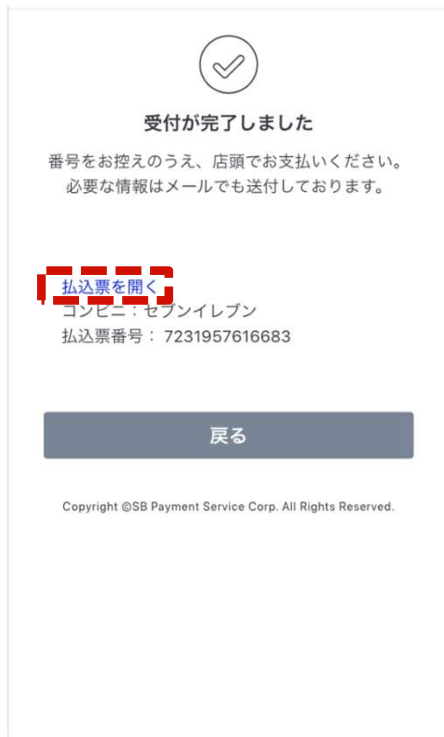 受付が完了しました
番号をお控えのうえ、店頭でお支払いください。
必要な情報はメールでも送付しております。
払込票を開く
コンビニ：セブンイレブン
払込票番号： 7231957616683
戻る
Copyright ©SB Payment Service Corp. All Rights Reserved.